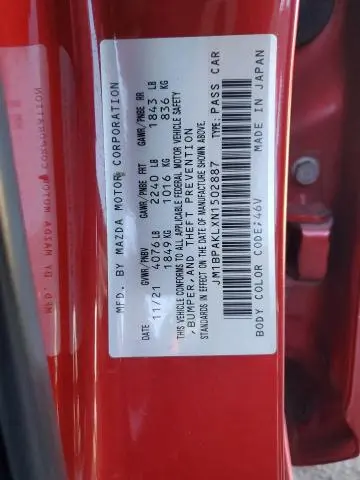 MFD. BY MAZDA MOTOR CORPORATION
DATE GVWR/PNBV GAWR/PNBE FRT GAWR/PNBE RR
11/21 4076 LB 2240 LB 1843 LB
1849 KG 1016 KG 836 KG
THIS VEHICLE CONFORMS TO ALL APPLICABLE FEDERAL MOTOR VEHICLE SAFETY
,BUMPER,AND THEFT PREVENTION
STANDARDS IN EFFECT ON THE DATE OF MANUFACTURE SHOWN ABOVE.
JM1BPAKLXN1502887 TYPE: PASS CAR
BODY COLOR CODE;46V MADE IN JAPAN